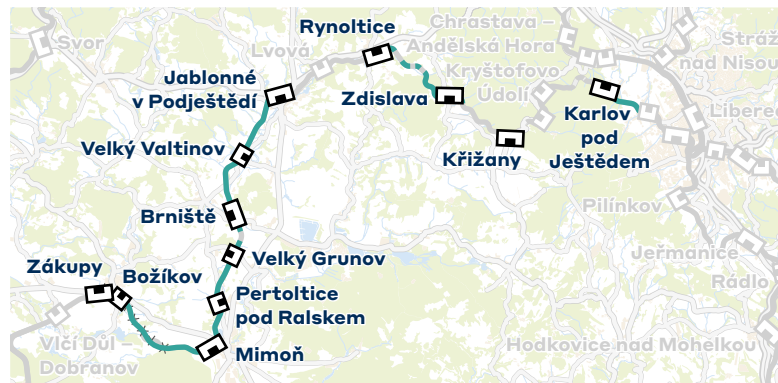 Chrastava –
Andělská Hora
Rynoltice
Svor
Lvová
Stráž
nad Nisou
Kryštofovo
Údolí
Jablonné
v Podještědí
Zdislava
Karlov
pod
Ještědem
Liberec
Velký Valtinov
Křižany
Brniště
Pilínkov
Velký Grunov
Jeřmanice
Zákupy
Božíkov
Rádlo
Pertoltice
pod Ralskem
Vlčí Důl –
Dobranov
Mimoň
Hodkovice nad Mohelkou